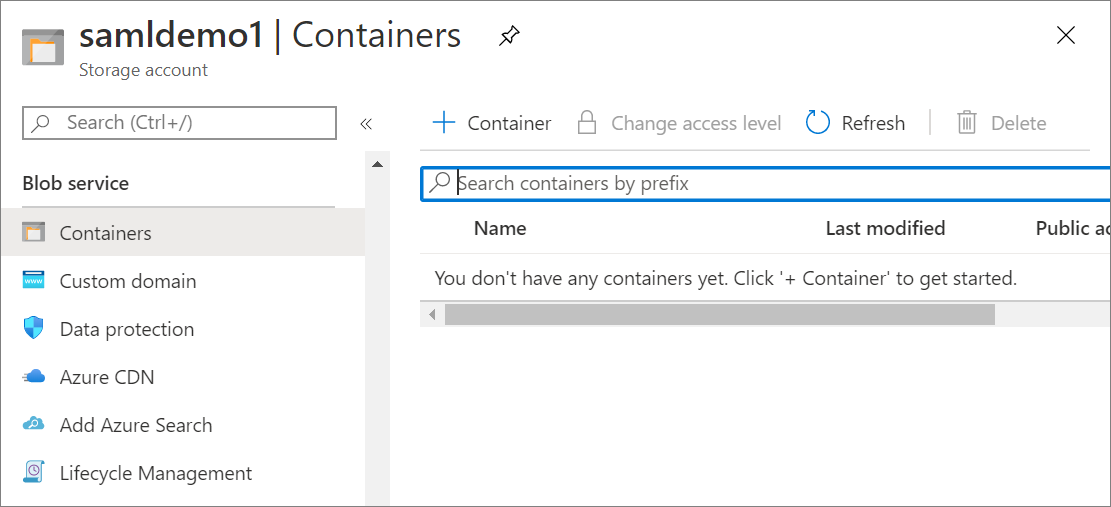 samldemo1 | Containers
Storage account
Search (Ctrl+/)
«
Container
Change access level
Refresh
Delete
Blob service
Containers
Custom domain
Data protection
Azure CDN
Add Azure Search
Lifecycle Management
Search containers by prefix
Name
Last modified
Public ac
You don't have any containers yet. Click '+ Container' to get started.